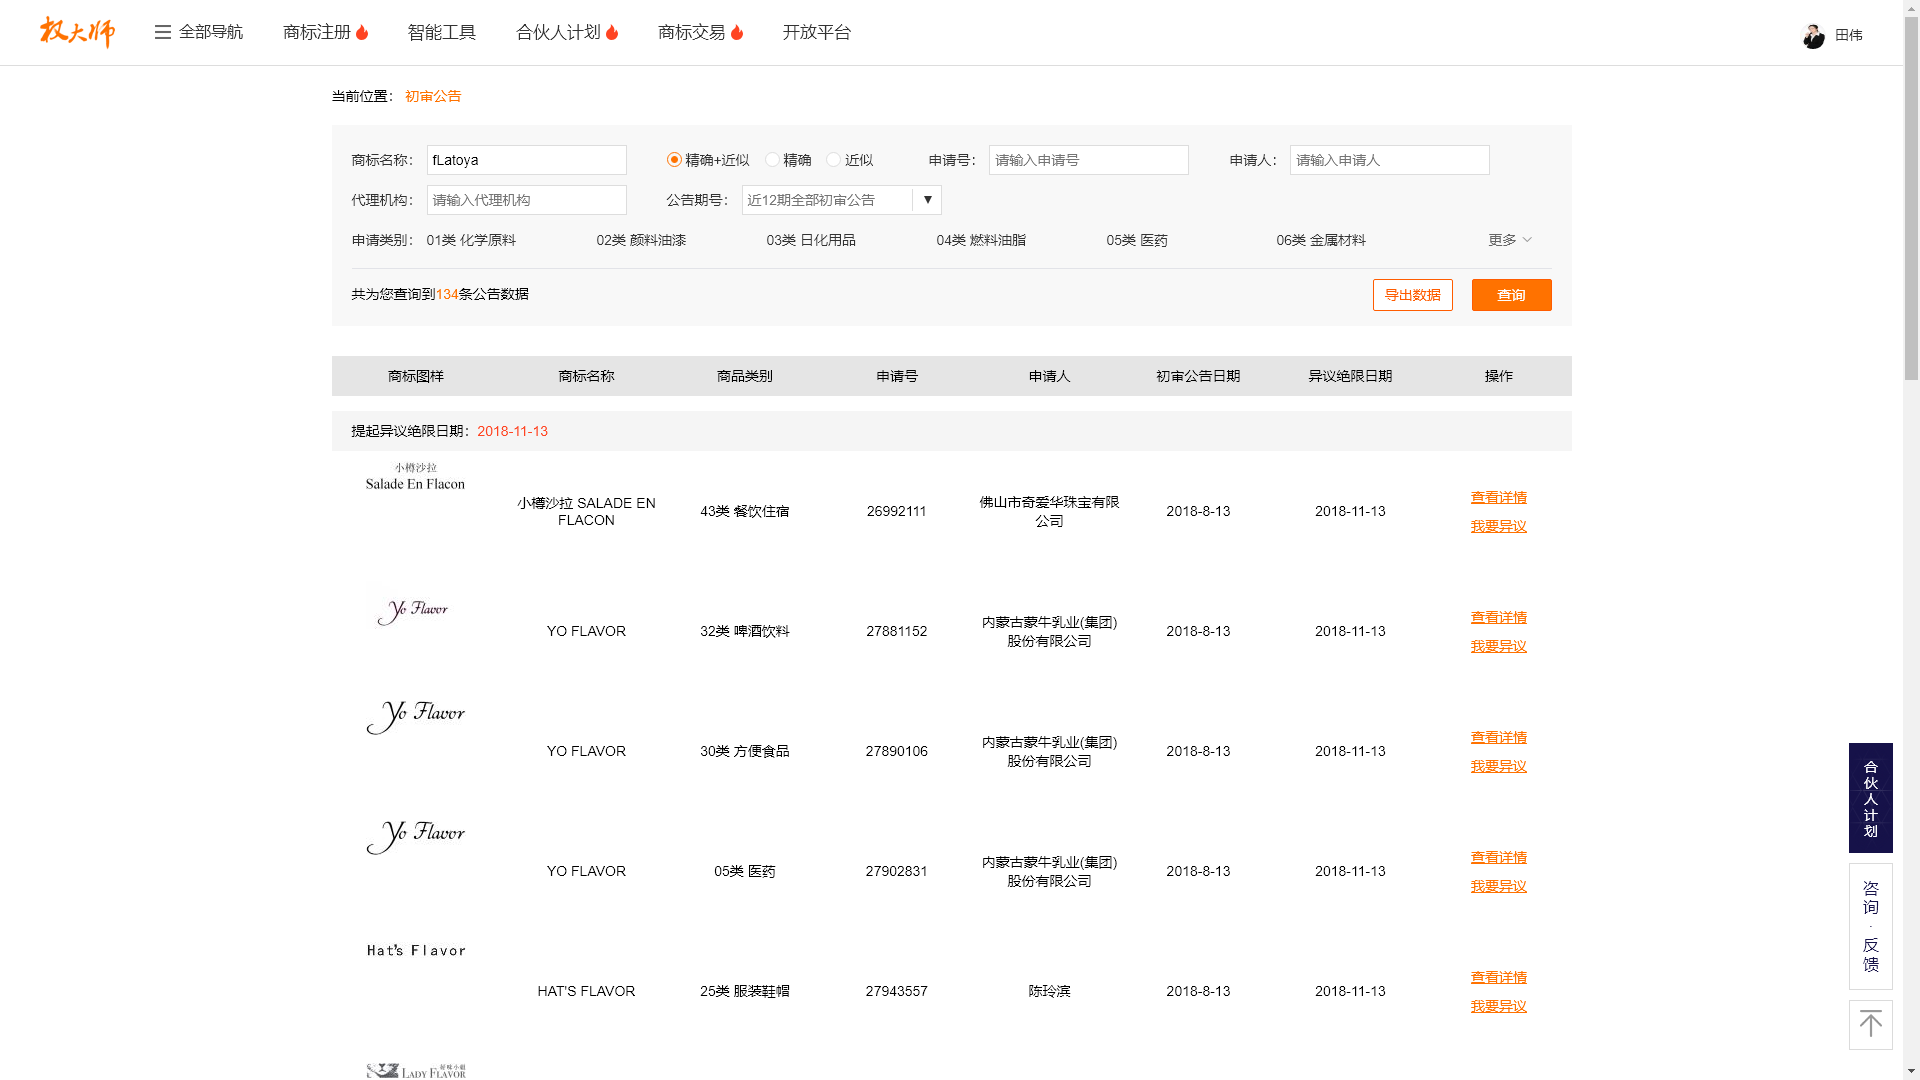 权大师 全部导航 商标注册 智能工具 合伙人计划 商标交易 开放平台 田伟
当前位置： 初审公告
商标名称： fLatoya 精确+近似 精确 近似 申请号： 请输入申请号 申请人： 请输入申请人
代理机构： 请输入代理机构 公告期号： 近12期全部初审公告 ▼
申请类别： 01类 化学原料 02类 颜料油漆 03类 日化用品 04类 燃料油脂 05类 医药 06类 金属材料 更多
共为您查询到134条公告数据 导出数据 查询
商标图样 商标名称 商品类别 申请号 申请人 初审公告日期 异议绝限日期 操作
提起异议绝限日期：2018-11-13
小樽沙拉
Salade En Flacon
小樽沙拉 SALADE EN
FLACON
43类 餐饮住宿 26992111
佛山市奇爱华珠宝有限
公司
2018-8-13 2018-11-13
查看详情
我要异议
Yo Flavor
YO FLAVOR 32类 啤酒饮料 27881152
内蒙古蒙牛乳业(集团)
股份有限公司
2018-8-13 2018-11-13
查看详情
我要异议
Yo Flavor
YO FLAVOR 30类 方便食品 27890106
内蒙古蒙牛乳业(集团)
股份有限公司
2018-8-13 2018-11-13
查看详情
我要异议
Yo Flavor
YO FLAVOR 05类 医药 27902831
内蒙古蒙牛乳业(集团)
股份有限公司
2018-8-13 2018-11-13
查看详情
我要异议
Hat's Flavor
HAT'S FLAVOR 25类 服装鞋帽 27943557 陈玲滨 2018-8-13 2018-11-13
查看详情
我要异议
LADY FLAVOR
合伙人计划
咨询·反馈